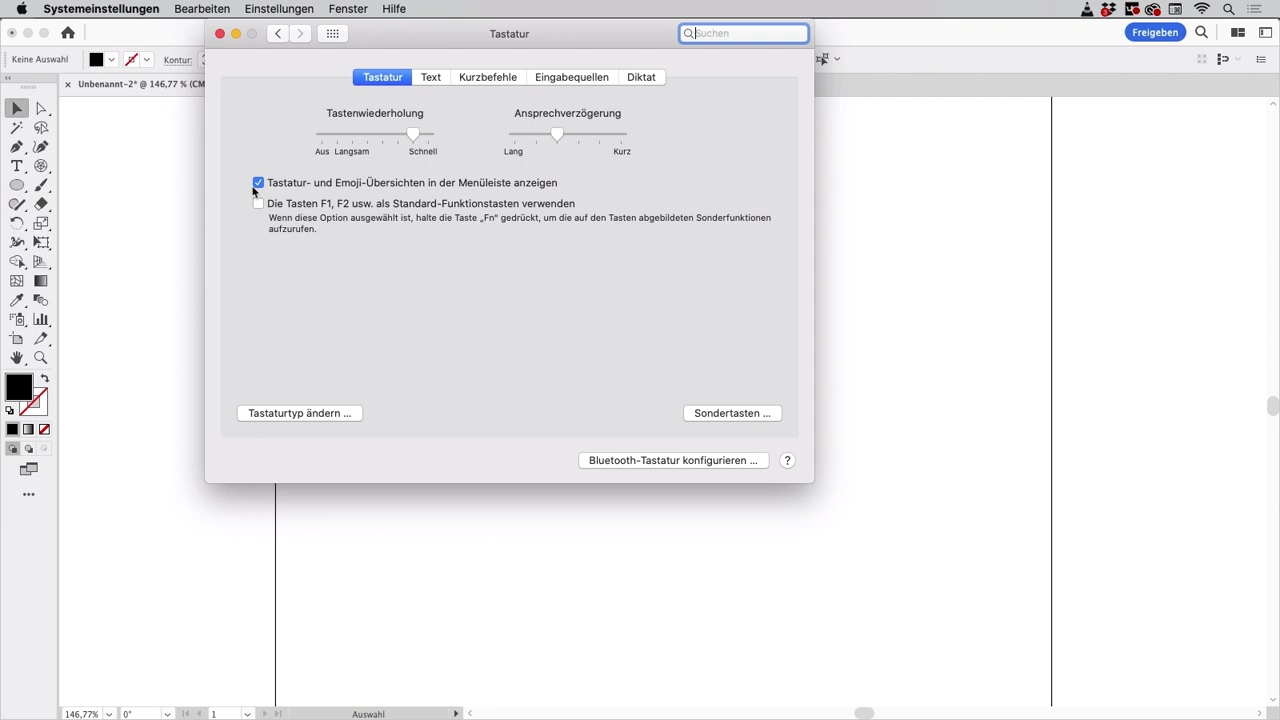 Systemeinstellungen Bearbeiten Einstellungen Fenster Hilfe
Tastatur
Suchen
Freigeben
Keine Auswahl
Kontur:
Unbenannt-2* @ 146,77 % (CM
Tastatur Text Kurzbefehle Eingabequellen Diktat
Tastenwiederholung Ansprechverzögerung
Aus Langsam Schnell Lang Kurz
Tastatur- und Emoji-Übersichten in der Menüleiste anzeigen
Die Tasten F1, F2 usw. als Standard-Funktionstasten verwenden
Wenn diese Option ausgewählt ist, halte die Taste „Fn“ gedrückt, um die auf den Tasten abgebildeten Sonderfunktionen
aufzurufen.
Tastaturtyp ändern ... Sondertasten ...
Bluetooth-Tastatur konfigurieren ... ?
146,77% 0° 1 Auswahl